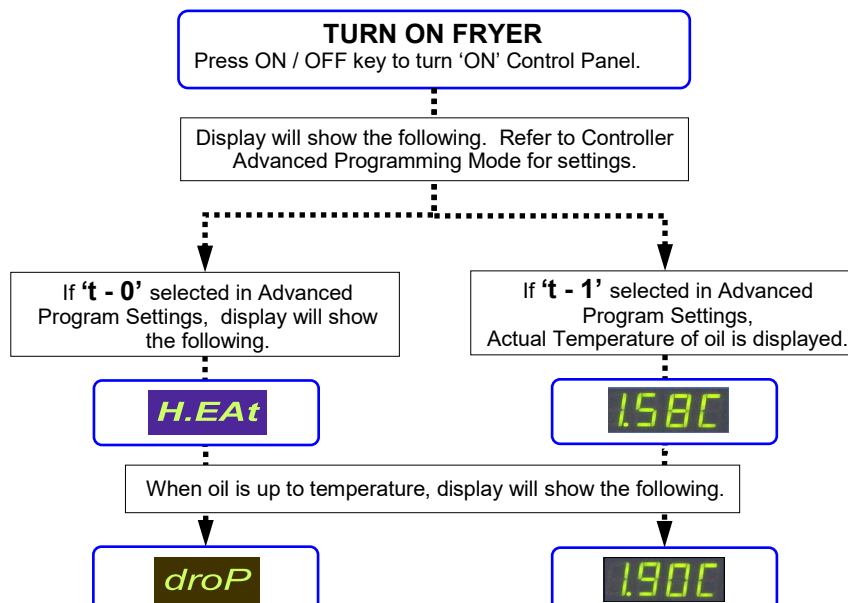 TURN ON FRYER
Press ON / OFF key to turn ‘ON’ Control Panel.
Display will show the following.  Refer to Controller
Advanced Programming Mode for settings.
If ‘t - 0’ selected in Advanced
Program Settings,  display will show
the following.
If ‘t - 1’ selected in Advanced
Program Settings,
Actual Temperature of oil is displayed.
H.EAt
1.58C
When oil is up to temperature, display will show the following.
droP
1.90C